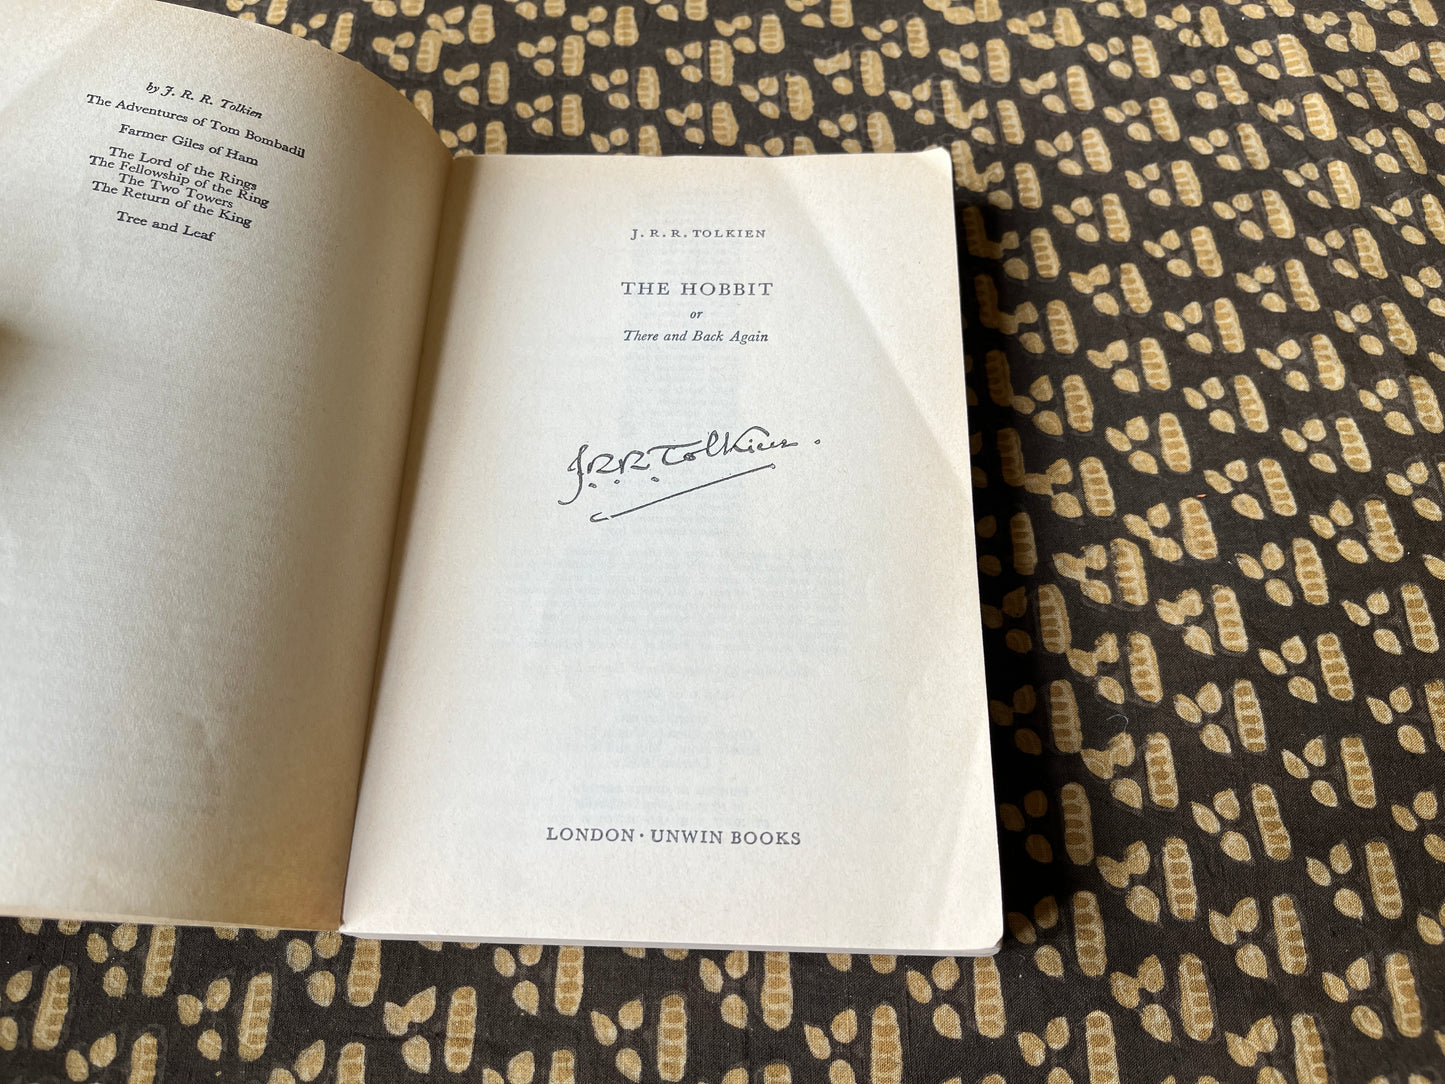 by J. R. R. Tolkien
The Adventures of Tom Bombadil
Farmer Giles of Ham
The Lord of the Rings
The Fellowship of the Ring
The Two Towers
The Return of the King
Tree and Leaf
J. R. R. TOLKIEN
THE HOBBIT
or
There and Back Again
J.R.R. Tolkien.
LONDON · UNWIN BOOKS